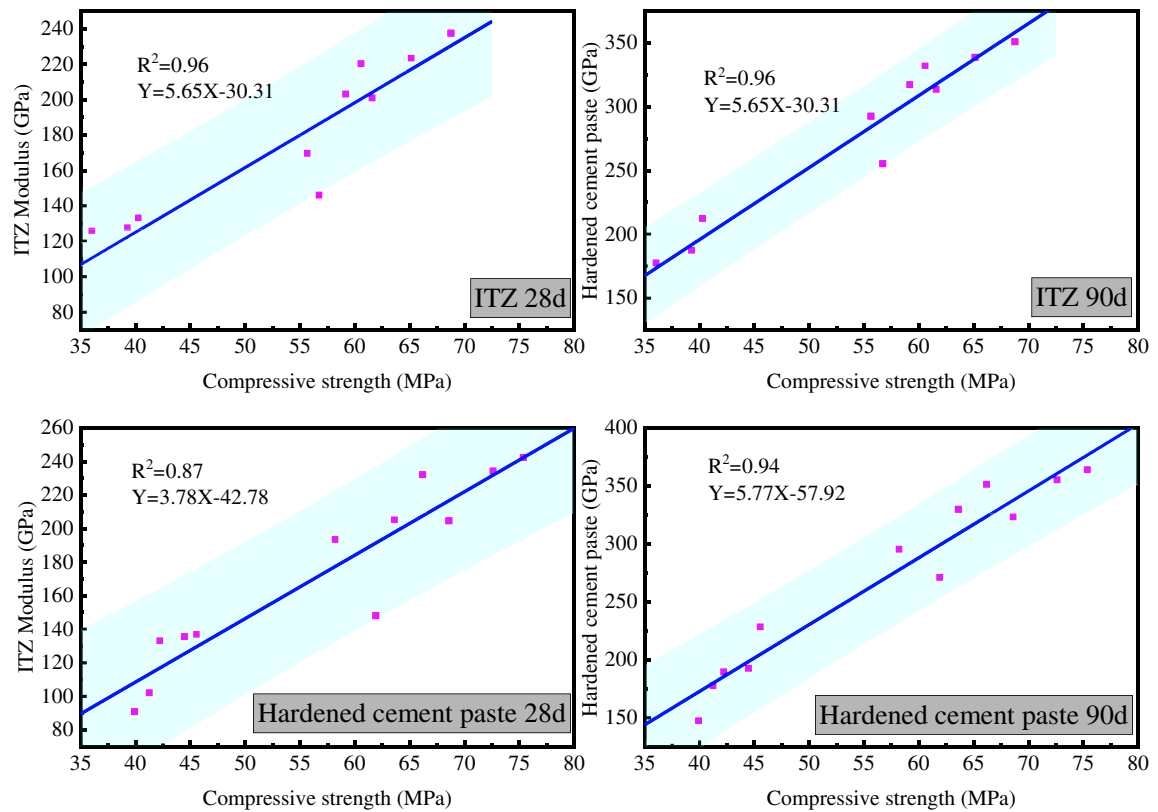 240
220
200
180
160
140
120
100
80
ITZ Modulus (GPa)
R²=0.96
Y=5.65X-30.31
ITZ 28d
35 40 45 50 55 60 65 70 75 80
Compressive strength (MPa)
350
300
250
200
150
Hardened cement paste (GPa)
R²=0.96
Y=5.65X-30.31
ITZ 90d
35 40 45 50 55 60 65 70 75 80
Compressive strength (MPa)
260
240
220
200
180
160
140
120
100
80
ITZ Modulus (GPa)
R²=0.87
Y=3.78X-42.78
Hardened cement paste 28d
35 40 45 50 55 60 65 70 75 80
Compressive strength (MPa)
400
350
300
250
200
150
Hardened cement paste (GPa)
R²=0.94
Y=5.77X-57.92
Hardened cement paste 90d
35 40 45 50 55 60 65 70 75 80
Compressive strength (MPa)